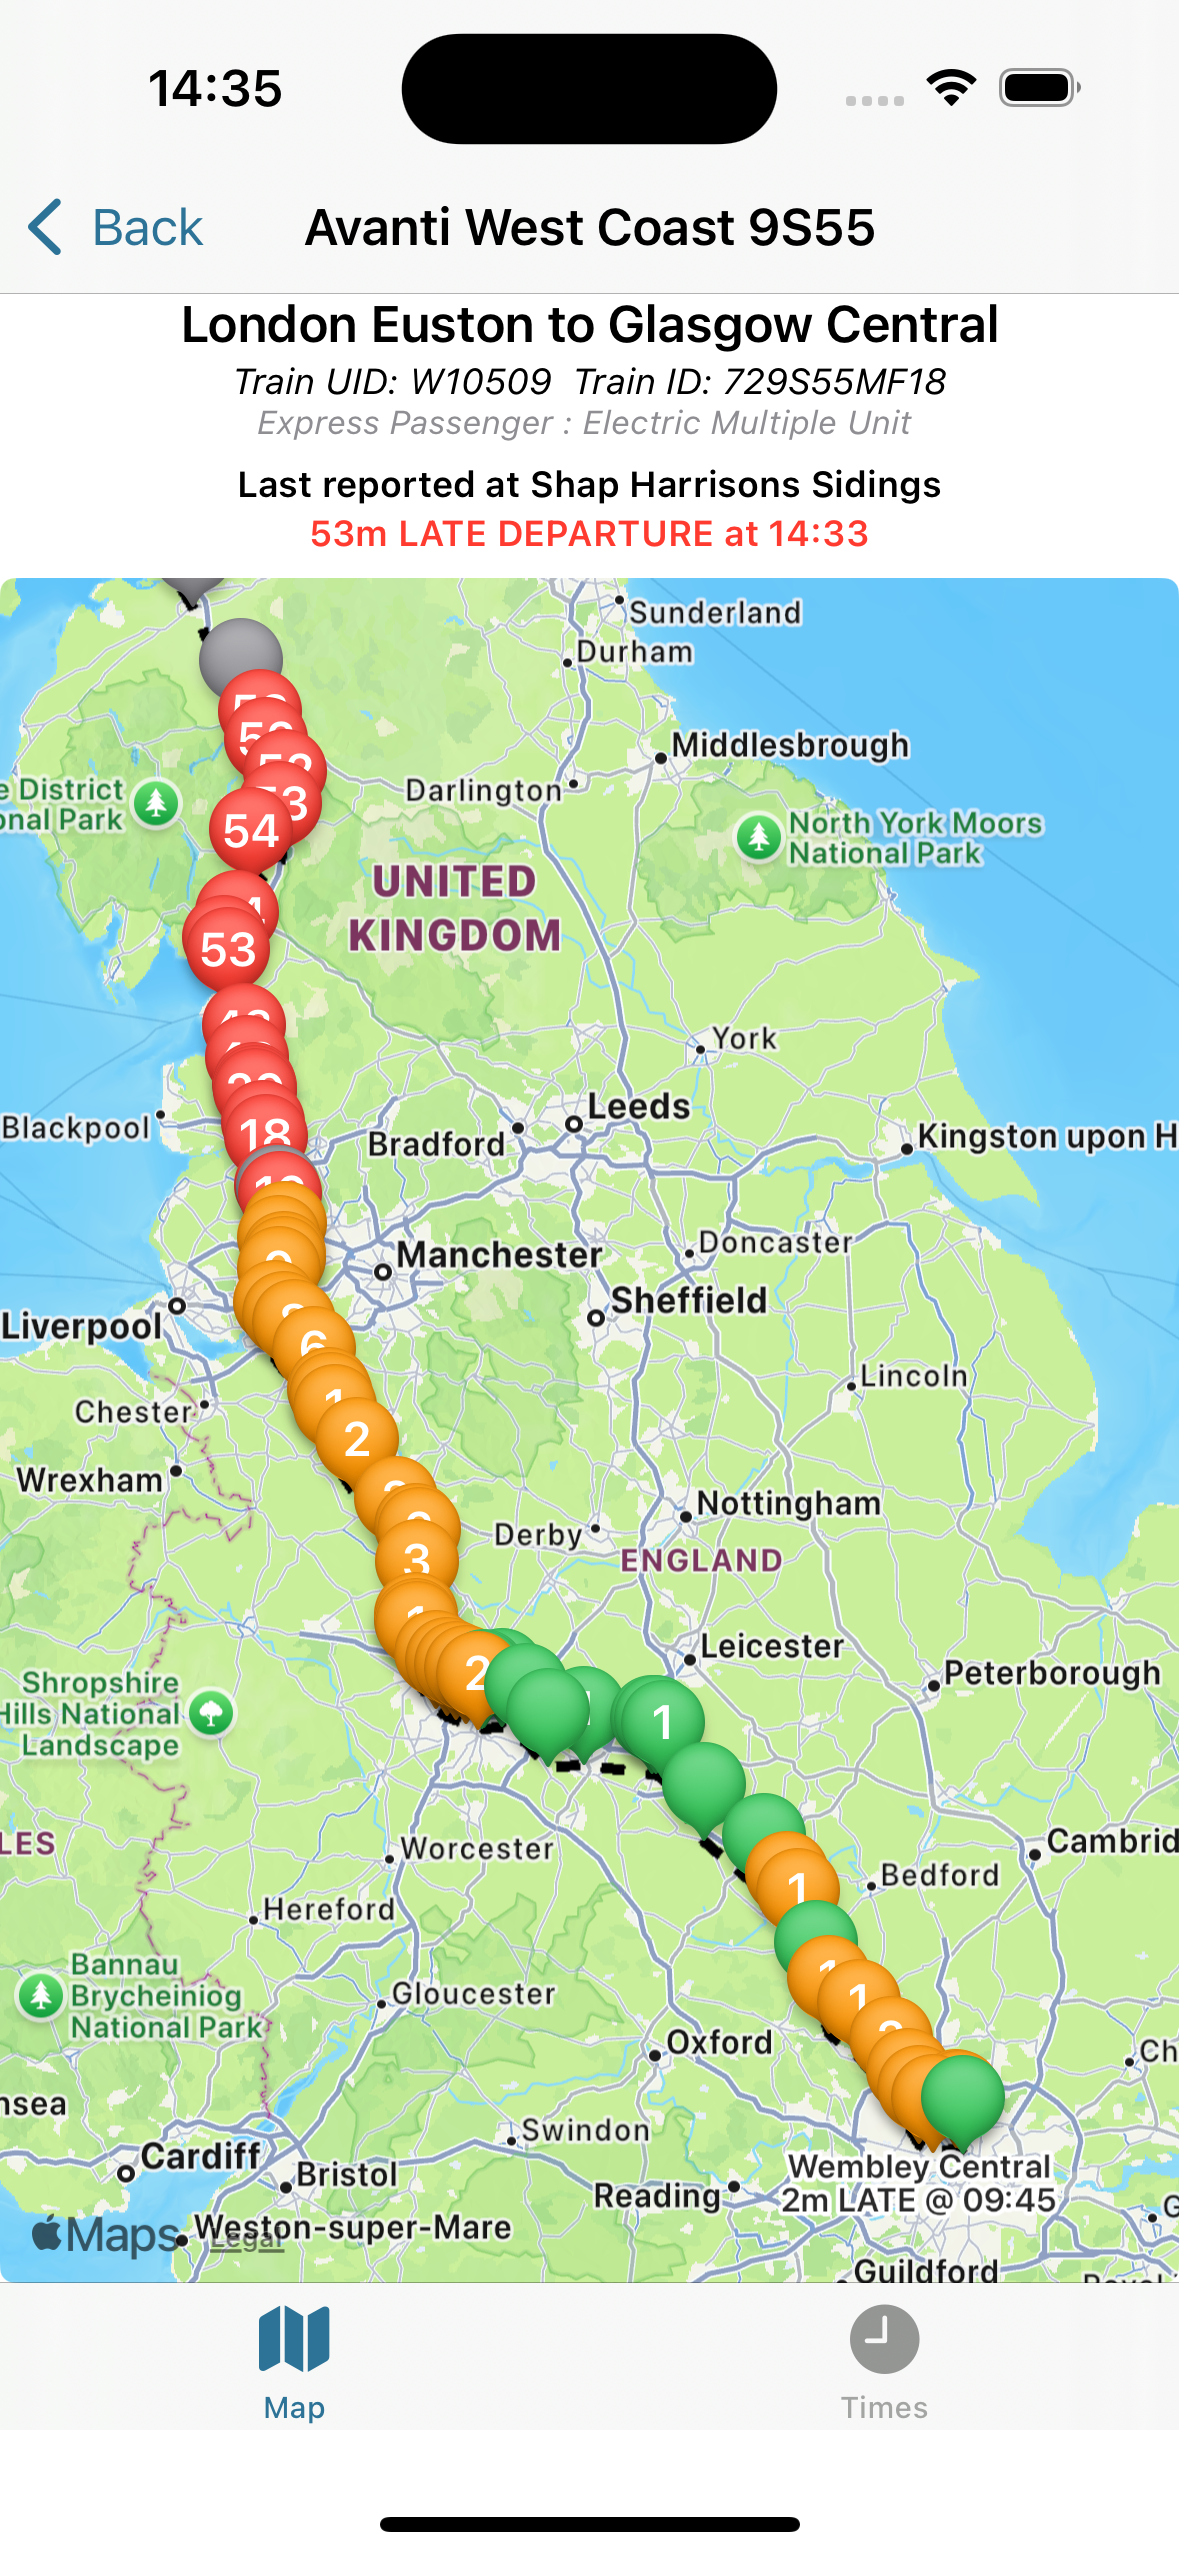 14:35
Back
Avanti West Coast 9S55
London Euston to Glasgow Central
Train UID: W10509 Train ID: 729S55MF18
Express Passenger : Electric Multiple Unit
Last reported at Shap Harrisons Sidings
53m LATE DEPARTURE at 14:33
Sunderland
Durham
Middlesbrough
Darlington
e District
onal Park
North York Moors
National Park
54
UNITED
KINGDOM
53
York
Leeds
Blackpool
Bradford
Kingston upon H
18
Manchester
Doncaster
Sheffield
Liverpool
6
Lincoln
Chester
2
Wrexham
Nottingham
Derby
3
ENGLAND
Leicester
2
Peterborough
Shropshire
Hills National
Landscape
1
LES
Worcester
Cambrid
1
Bedford
Hereford
Bannau
Brycheiniog
National Park
Gloucester
1
Oxford
Ch
nsea
Swindon
Cardiff
Bristol
Wembley Central
2m LATE @ 09:45
Reading
G
Maps
Weston-super-Mare
Legal
Guildford
Map
Times